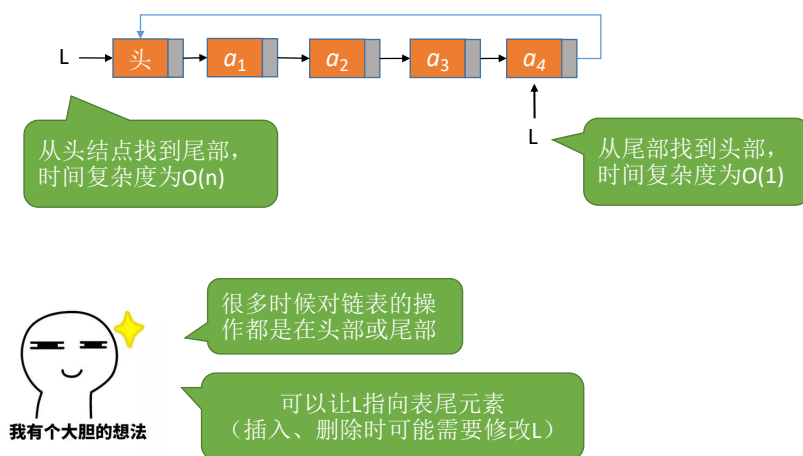 L
头
a₁
a₂
a₃
a₄
L
从头结点找到尾部,
时间复杂度为O(n)
从尾部找到头部,
时间复杂度为O(1)
很多时候对链表的操
作都是在头部或尾部
可以让L指向表尾元素
(插入、删除时可能需要修改L)
我有个大胆的想法